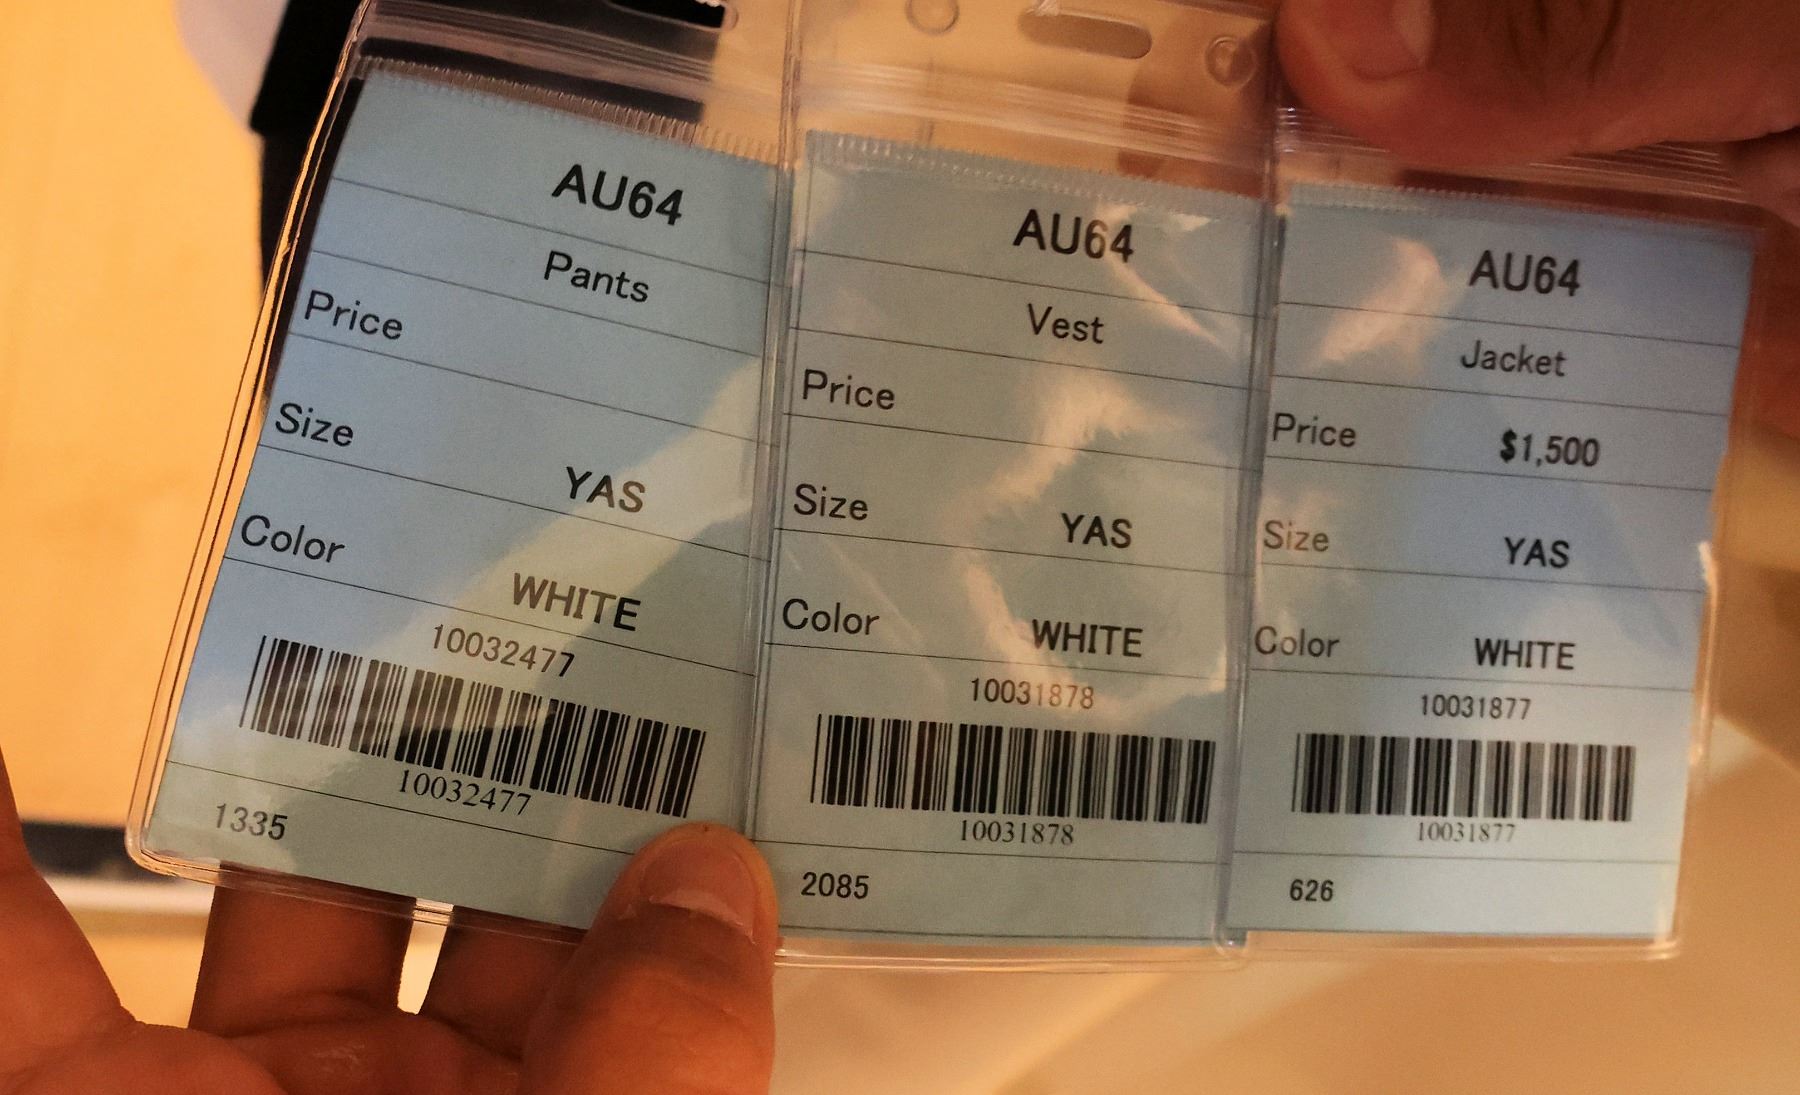 AU64
Pants
Price
Size YAS
Color WHITE
10032477
10032477
1335
AU64
Vest
Price
Size YAS
Color WHITE
10031878
10031878
2085
AU64
Jacket
Price $1,500
Size YAS
Color WHITE
10031877
10031877
626